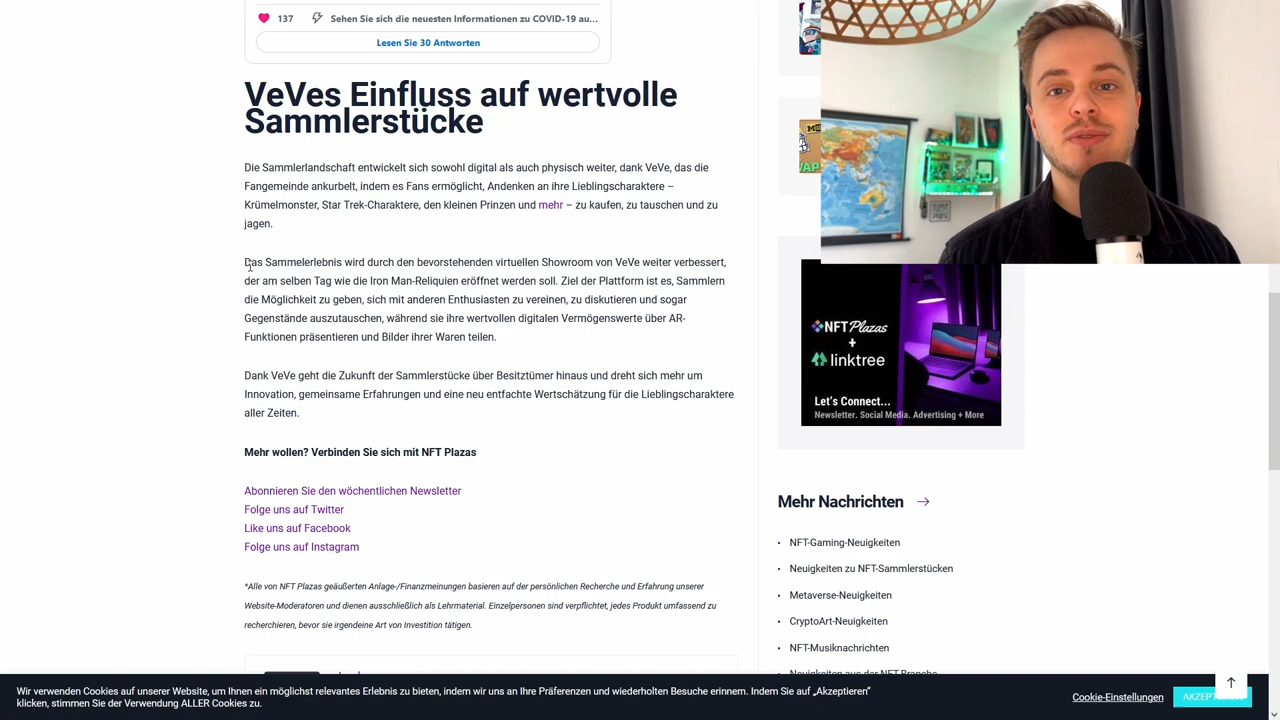 137
Sehen Sie sich die neuesten Informationen zu COVID-19 au...
Lesen Sie 30 Antworten
VeVes Einfluss auf wertvolle
Sammlerstücke
Die Sammlerlandschaft entwickelt sich sowohl digital als auch physisch weiter, dank VeVe, das die
Fangemeinde ankurbelt, indem es Fans ermöglicht, Andenken an ihre Lieblingscharaktere –
Krümelmonster, Star Trek-Charaktere, den kleinen Prinzen und mehr – zu kaufen, zu tauschen und zu
jagen.
Das Sammelerlebnis wird durch den bevorstehenden virtuellen Showroom von VeVe weiter verbessert,
der am selben Tag wie die Iron Man-Reliquien eröffnet werden soll. Ziel der Plattform ist es, Sammlern
die Möglichkeit zu geben, sich mit anderen Enthusiasten zu vereinen, zu diskutieren und sogar
Gegenstände auszutauschen, während sie ihre wertvollen digitalen Vermögenswerte über AR-
Funktionen präsentieren und Bilder ihrer Waren teilen.
Dank VeVe geht die Zukunft der Sammlerstücke über Besitztümer hinaus und dreht sich mehr um
Innovation, gemeinsame Erfahrungen und eine neu entfachte Wertschätzung für die Lieblingscharaktere
aller Zeiten.
Mehr wollen? Verbinden Sie sich mit NFT Plazas
Abonnieren Sie den wöchentlichen Newsletter
Folge uns auf Twitter
Like uns auf Facebook
Folge uns auf Instagram
*Alle von NFT Plazas geäußerten Anlage-/Finanzmeinungen basieren auf der persönlichen Recherche und Erfahrung unserer
Website-Moderatoren und dienen ausschließlich als Lehrmaterial. Einzelpersonen sind verpflichtet, jedes Produkt umfassend zu
recherchieren, bevor sie irgendeine Art von Investition tätigen.
NFT Plazas
+
linktree
Let's Connect...
Newsletter. Social Media. Advertising + More
Mehr Nachrichten
NFT-Gaming-Neuigkeiten
Neuigkeiten zu NFT-Sammlerstücken
Metaverse-Neuigkeiten
CryptoArt-Neuigkeiten
NFT-Musiknachrichten
Neuigkeiten aus der NFT-Branche
Wir verwenden Cookies auf unserer Website, um Ihnen ein möglichst relevantes Erlebnis zu bieten, indem wir uns an Ihre Präferenzen und wiederholten Besuche erinnern. Indem Sie auf „Akzeptieren"
klicken, stimmen Sie der Verwendung ALLER Cookies zu.
Cookie-Einstellungen